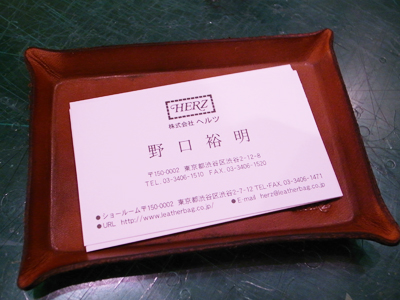 HERZ
株式会社 ヘルツ
野口裕明
〒150-0002 東京都渋谷区渋谷2-12-8
TEL.03-3406-1510 FAX.03-3406-1520
●ショールーム〒150-0002 東京都渋谷区渋谷2-7-12 TEL・FAX.03-3406-1471
●URL http://www.leatherbag.co.jp/ ●E mail herz@leatherbag.co.jp